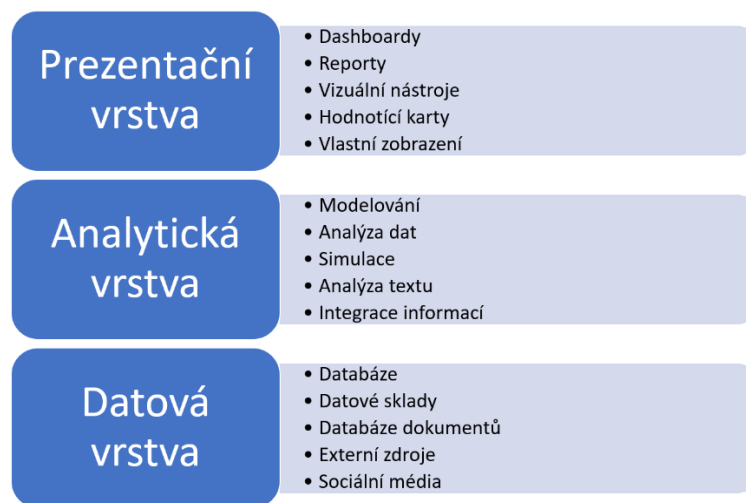 Prezentační
vrstva
• Dashboardy
• Reporty
• Vizuální nástroje
• Hodnotící karty
• Vlastní zobrazení
Analytická
vrstva
• Modelování
• Analýza dat
• Simulace
• Analýza textu
• Integrace informací
Datová
vrstva
• Databáze
• Datové sklady
• Databáze dokumentů
• Externí zdroje
• Sociální média